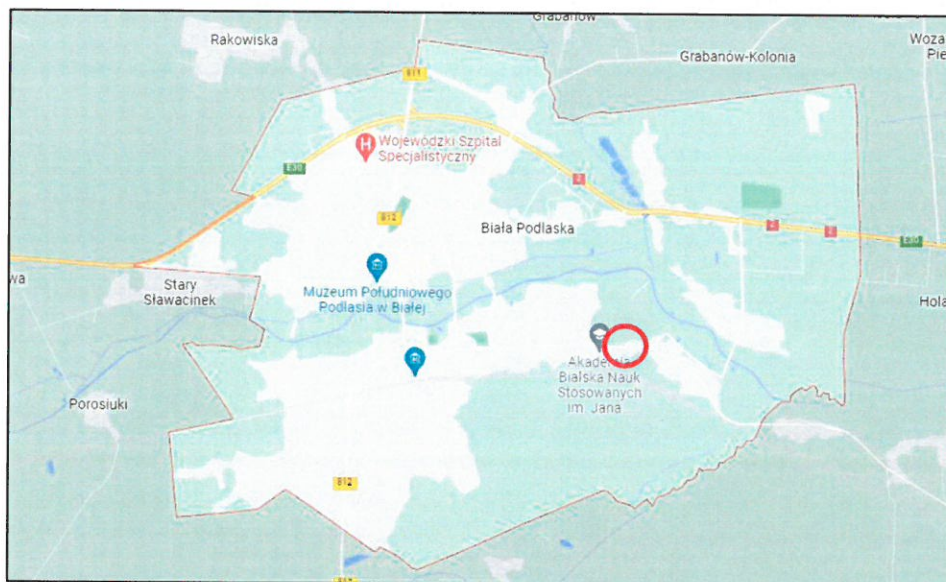 Grabanów
Rakowiska
Woza
Pie
Grabanów-Kolonia
811
Wojewódzki Szpital
Specjalistyczny
E30
2
812
Biała Podlaska
2
2
E30
wa
Stary
Sławacinek
Muzeum Południowego
Podlasia w Białej...
Hola
Akademia
Bialska Nauk
Stosowanych
im. Jana...
Porosiuki
812